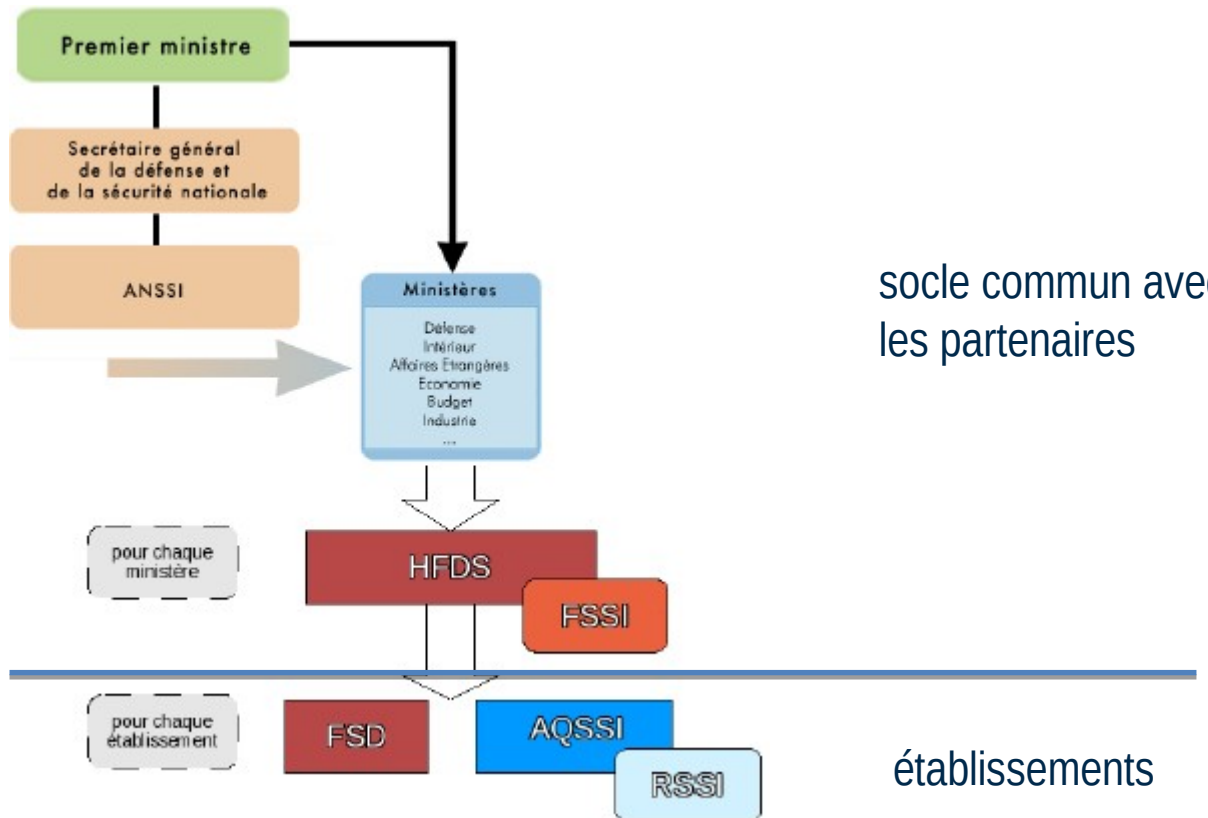 Premier ministre
Secrétaire général
de la défense et
de la sécurité nationale
ANSSI
Ministères
Défense
Intérieur
Affaires Etrangères
Economie
Budget
Industrie
...
socle commun avec
les partenaires
pour chaque
ministère
HFDS
FSSI
pour chaque
établissement
FSD
AQSSI
RSSI
établissements